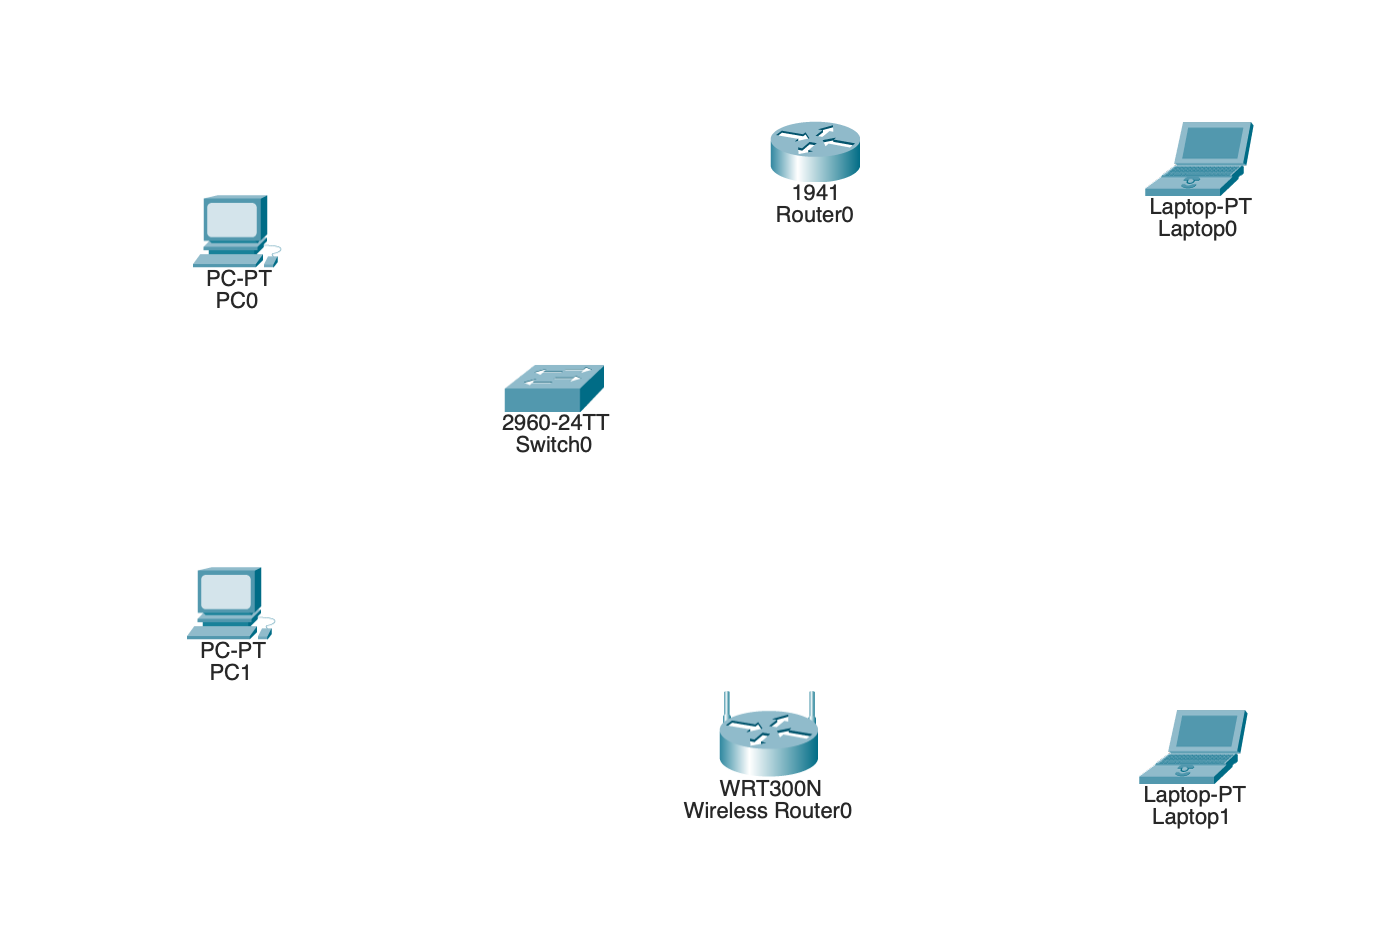 1941
Router0
Laptop-PT
Laptop0
PC-PT
PC0
2960-24TT
Switch0
PC-PT
PC1
WRT300N
Wireless Router0
Laptop-PT
Laptop1